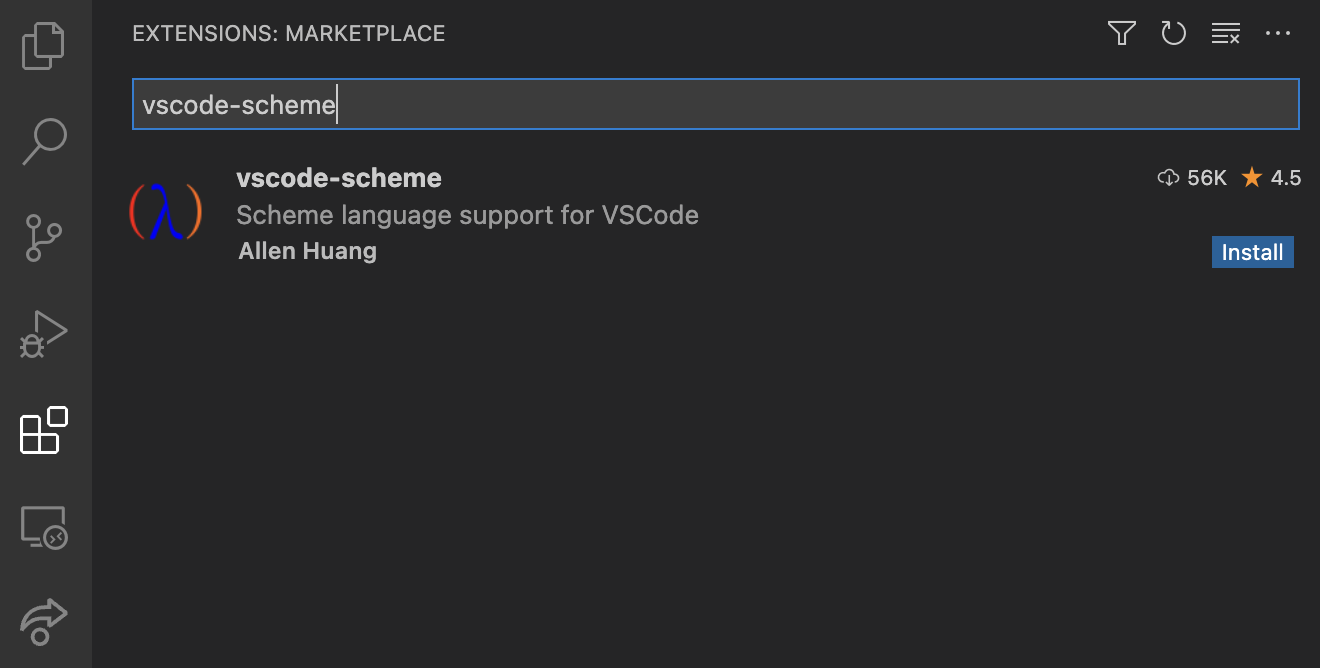 EXTENSIONS: MARKETPLACE
vscode-scheme
(λ)
vscode-scheme 56K 4.5
Scheme language support for VSCode
Allen Huang
Install